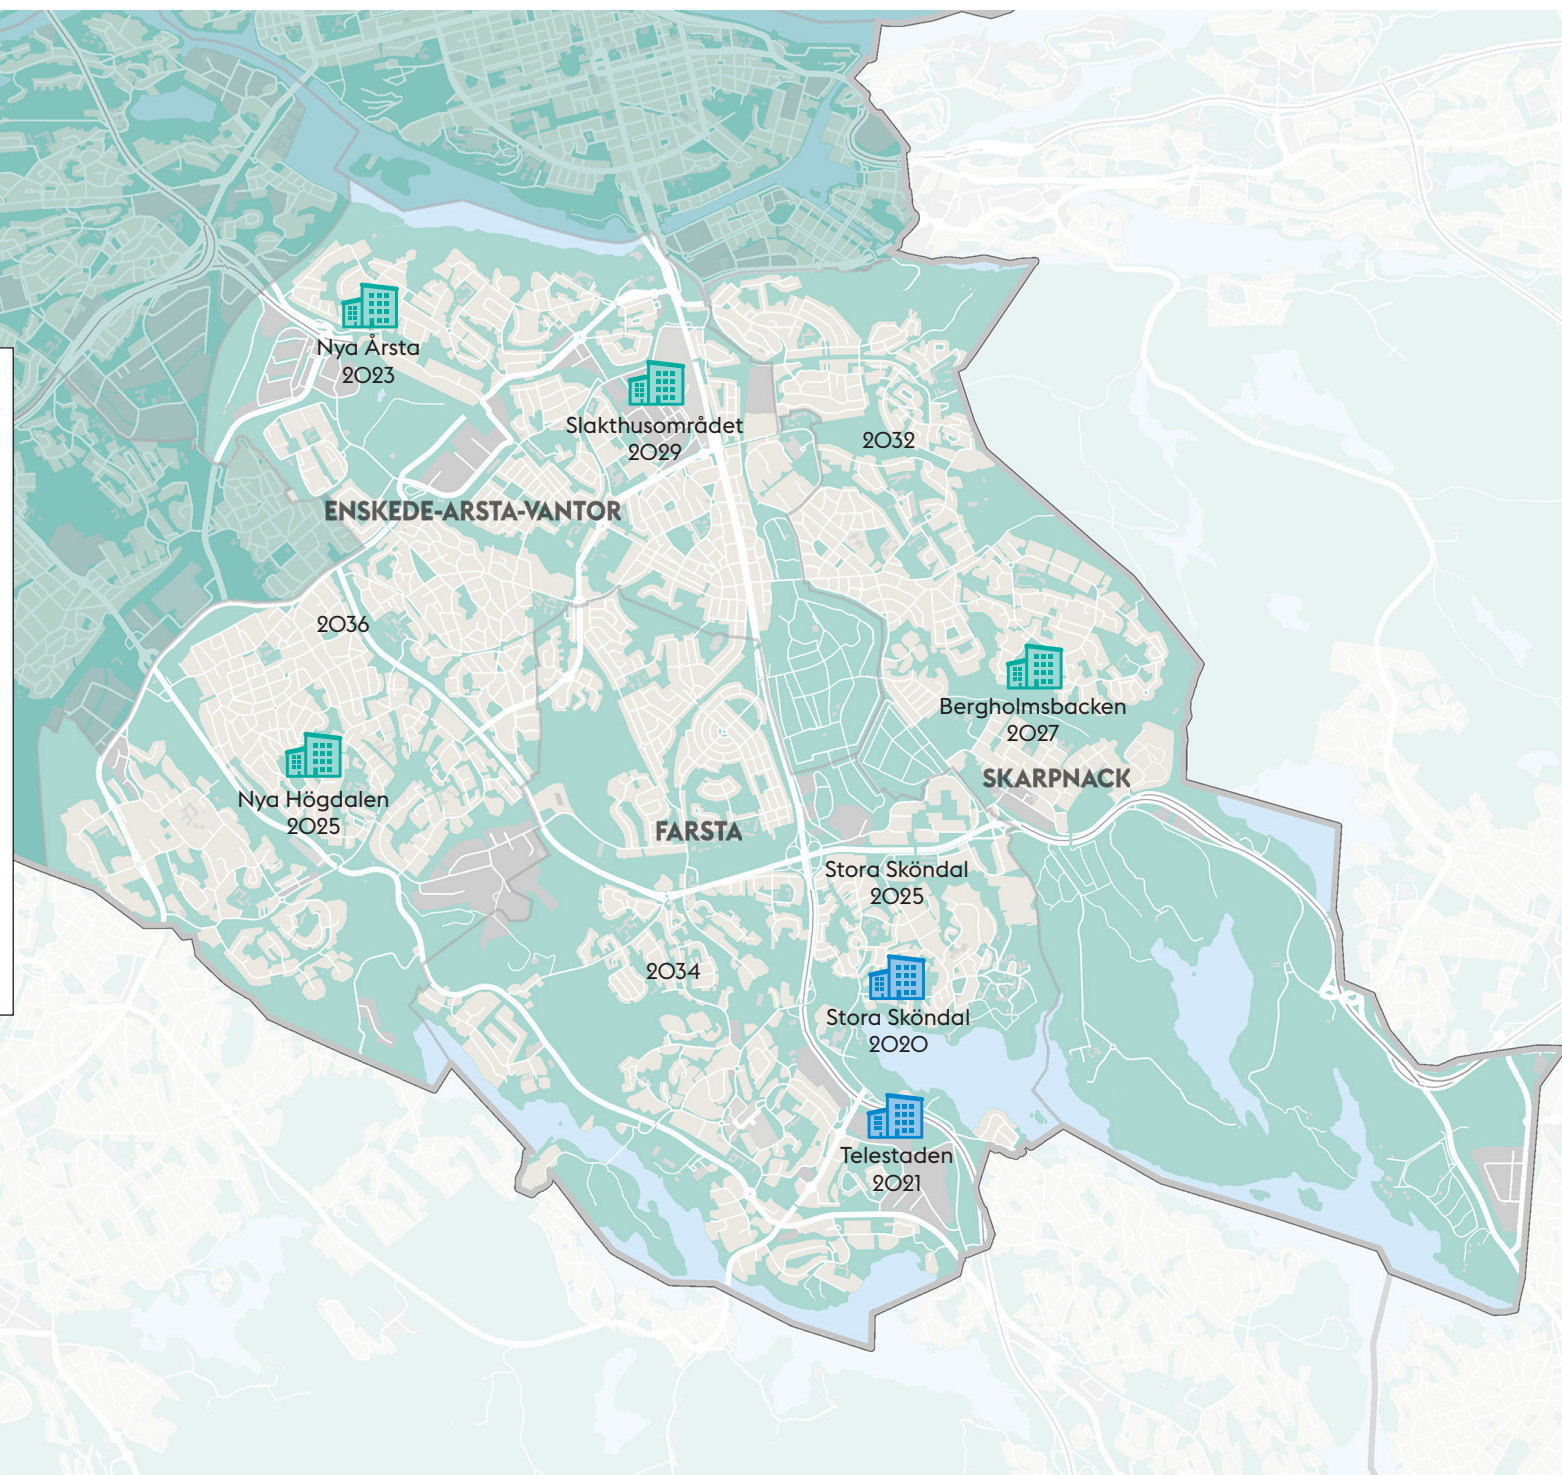 Nya Årsta
2023
Slakthusområdet
2029
2032
ENSKEDE-ARSTA-VANTOR
2036
Bergholmsbacken
2027
SKARPNACK
Nya Högdalen
2025
FARSTA
Stora Sköndal
2025
2034
Stora Sköndal
2020
Telestaden
2021